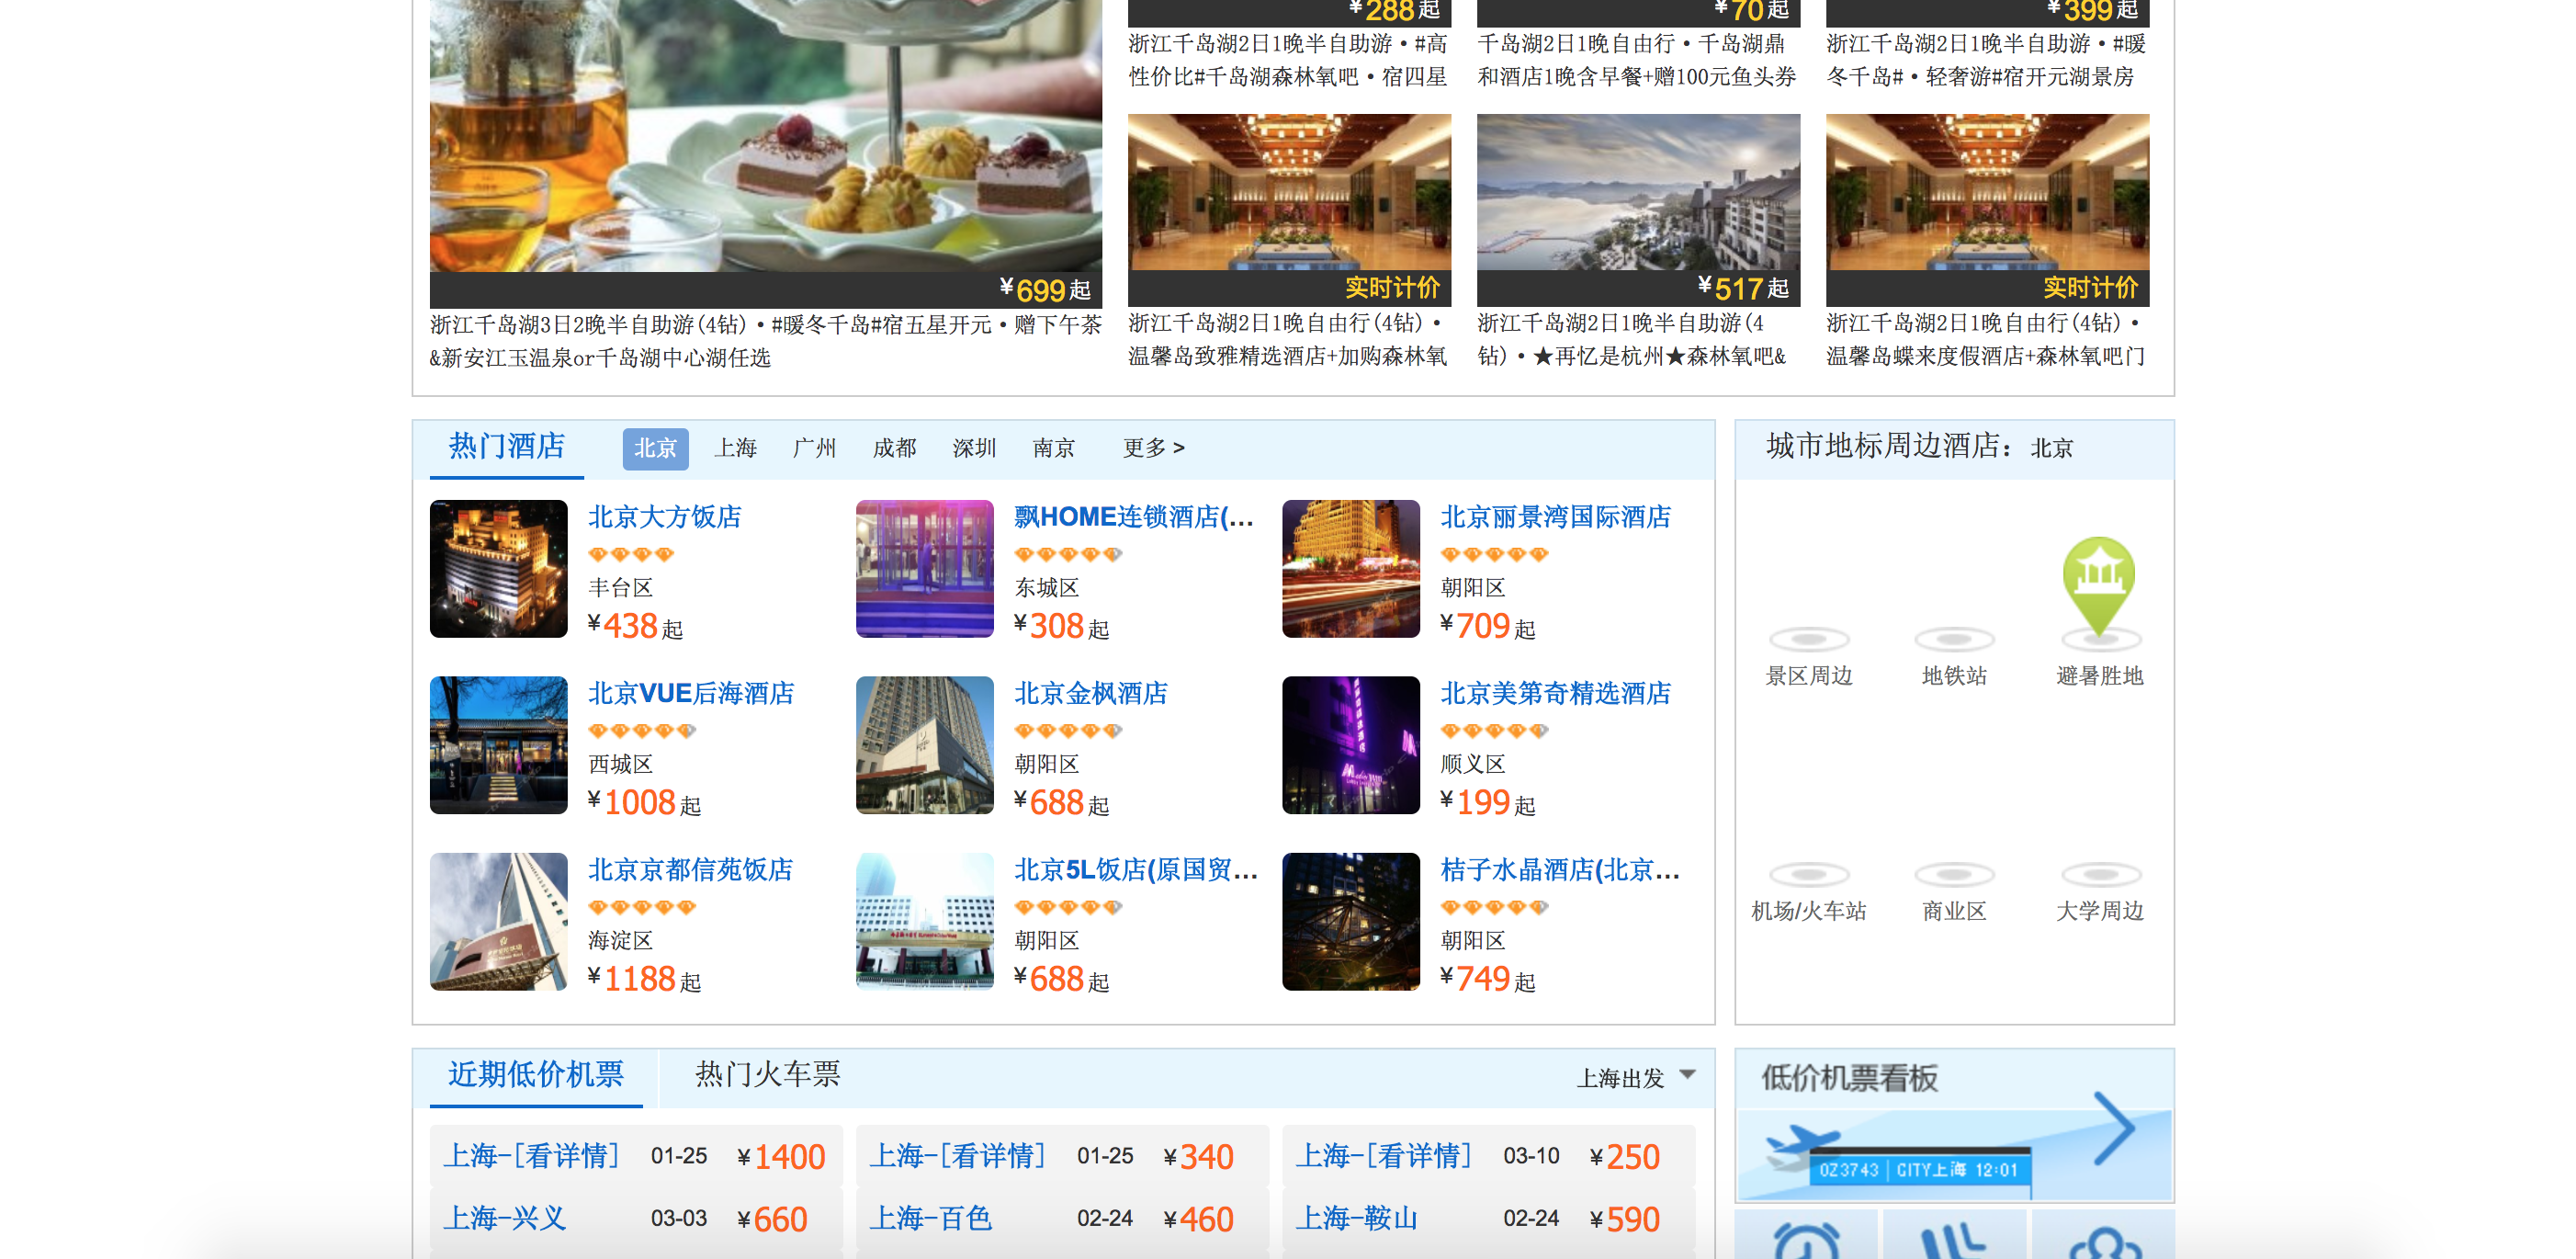 ¥699起
浙江千岛湖3日2晚半自助游(4钻)•#暖冬千岛#宿五星开元•赠下午茶
&新安江玉温泉or千岛湖中心湖任选
¥288起
浙江千岛湖2日1晚半自助游•#高
性价比#千岛湖森林氧吧•宿四星
¥70起
千岛湖2日1晚自由行•千岛湖鼎
和酒店1晚含早餐+赠100元鱼头券
¥399起
浙江千岛湖2日1晚半自助游•#暖
冬千岛#•轻奢游#宿开元湖景房
实时计价
浙江千岛湖2日1晚自由行(4钻)•
温馨岛致雅精选酒店+加购森林氧
¥517起
浙江千岛湖2日1晚半自助游(4
钻)•★再忆是杭州★森林氧吧&
实时计价
浙江千岛湖2日1晚自由行(4钻)•
温馨岛蝶来度假酒店+森林氧吧门
热门酒店 北京 上海 广州 成都 深圳 南京 更多 >
北京大方饭店
丰台区
¥438起
飘HOME连锁酒店(...
东城区
¥308起
北京丽景湾国际酒店
朝阳区
¥709起
北京VUE后海酒店
西城区
¥1008起
北京金枫酒店
朝阳区
¥688起
北京美第奇精选酒店
顺义区
¥199起
北京京都信苑饭店
海淀区
¥1188起
北京5L饭店(原国贸...
朝阳区
¥688起
桔子水晶酒店(北京...
朝阳区
¥749起
城市地标周边酒店：北京
景区周边 地铁站 避暑胜地
机场/火车站 商业区 大学周边
近期低价机票 热门火车票 上海出发
上海-[看详情] 01-25 ¥1400
上海-[看详情] 01-25 ¥340
上海-[看详情] 03-10 ¥250
上海-兴义 03-03 ¥660
上海-百色 02-24 ¥460
上海-鞍山 02-24 ¥590
低价机票看板
OZ3743 | CITY上海 12:01